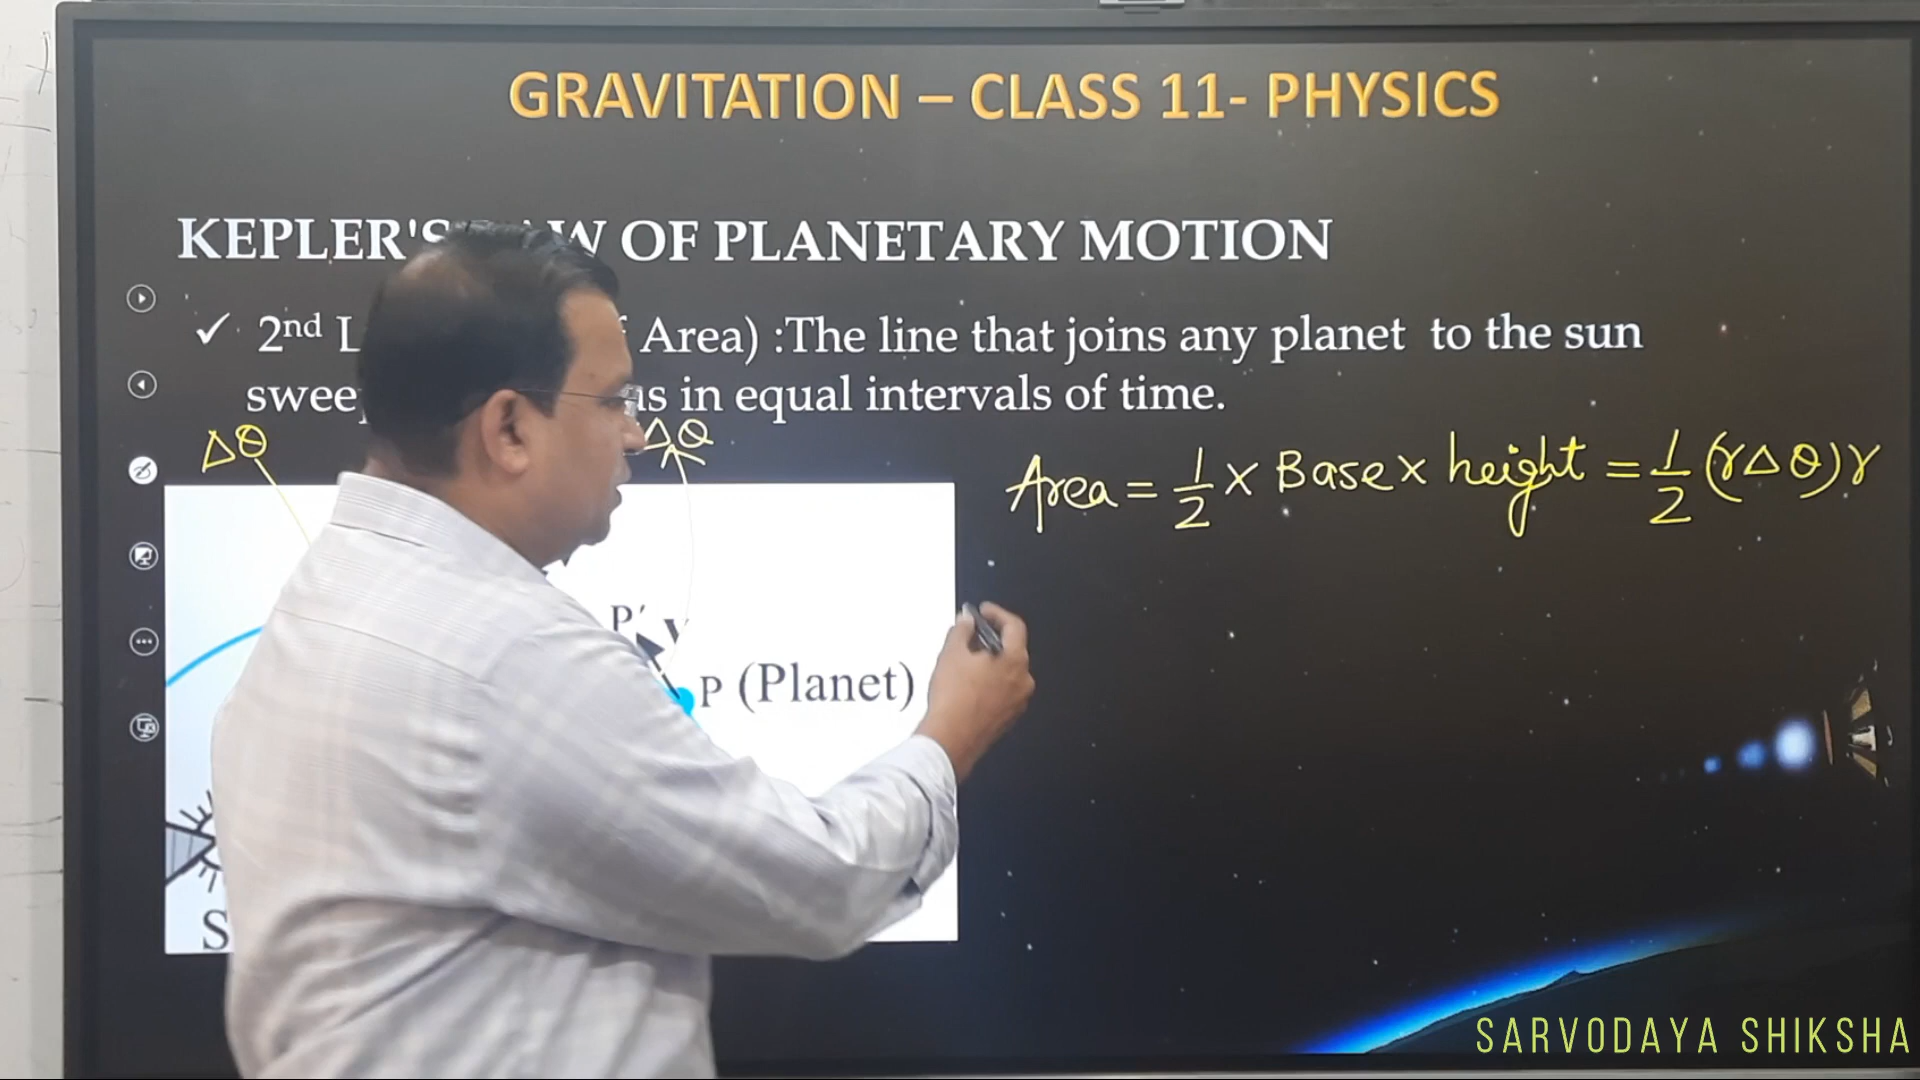 GRAVITATION – CLASS 11- PHYSICS
KEPLER'S LAW OF PLANETARY MOTION
✓ 2nd L Area) :The line that joins any planet to the sun
swee as in equal intervals of time.
Δθ
Δθ
Area = 1/2 × Base × height = 1/2 (rΔθ)r
P′
V
P (Planet)
S
SARVODAYA SHIKSHA